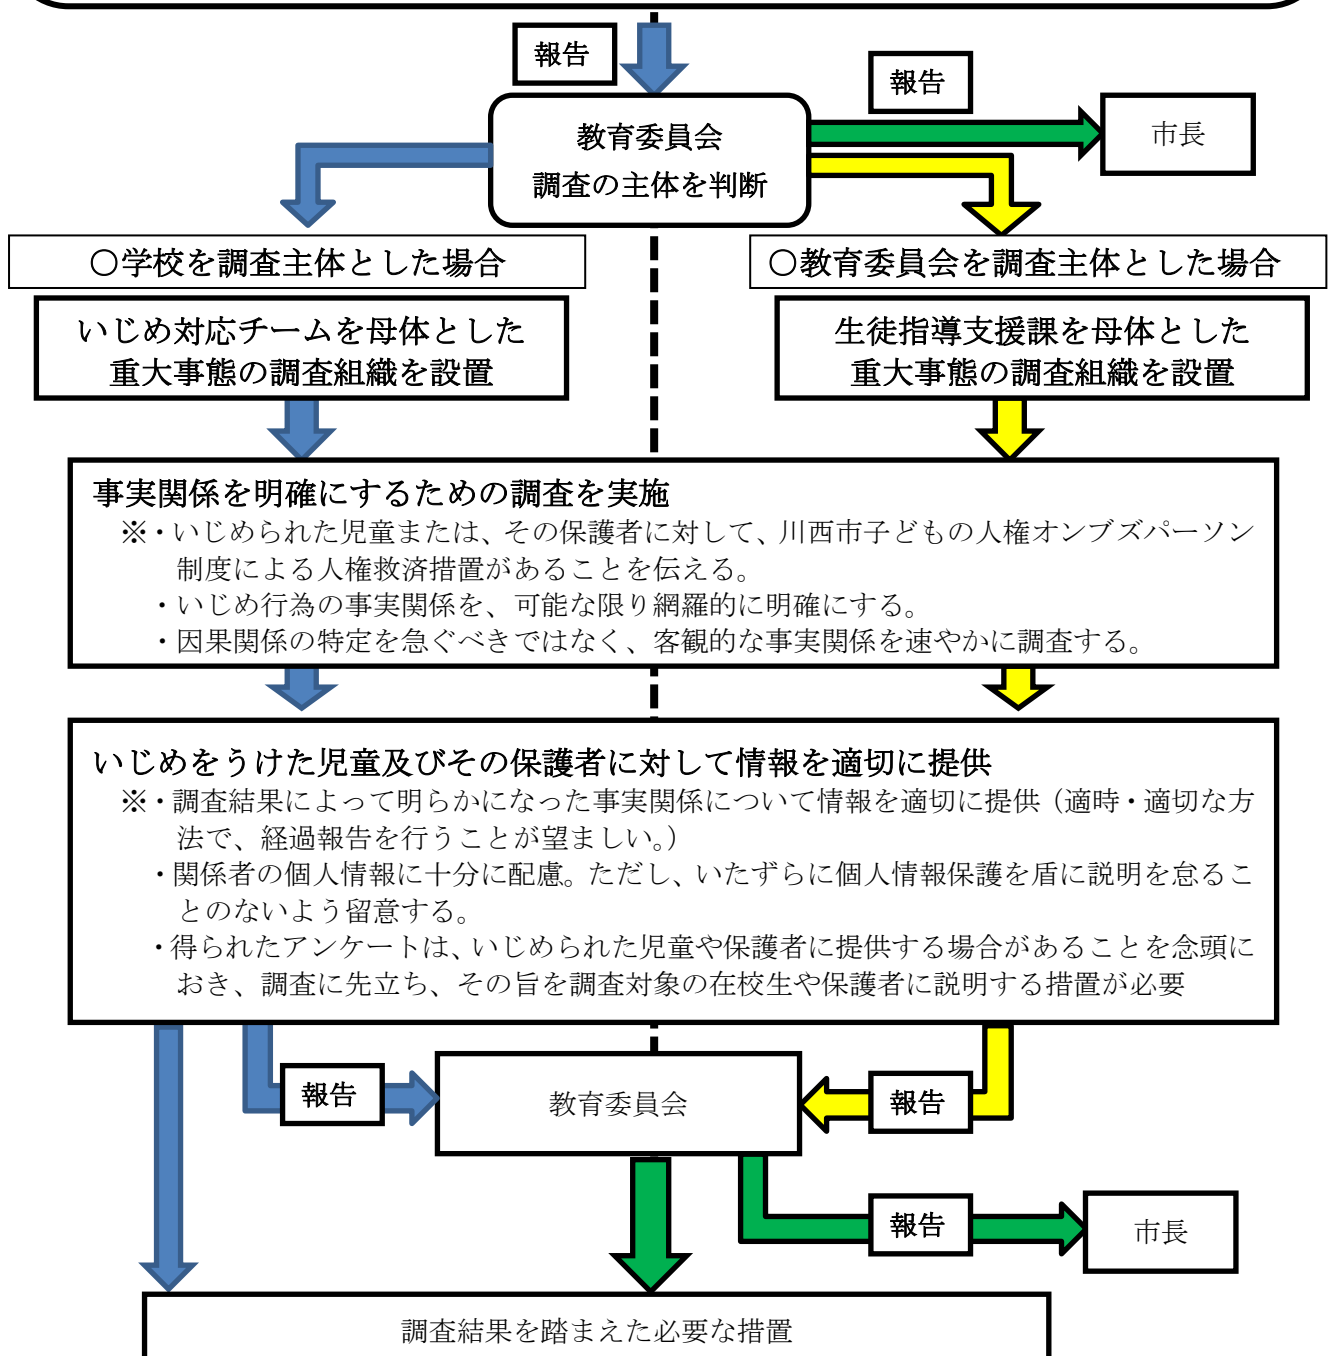 報告
報告
教育委員会
調査の主体を判断
市長
○学校を調査主体とした場合
○教育委員会を調査主体とした場合
いじめ対応チームを母体とした
重大事態の調査組織を設置
生徒指導支援課を母体とした
重大事態の調査組織を設置
事実関係を明確にするための調査を実施
※・いじめられた児童または、その保護者に対して、川西市子どもの人権オンブズパーソン
制度による人権救済措置があることを伝える。
・いじめ行為の事実関係を、可能な限り網羅的に明確にする。
・因果関係の特定を急ぐべきではなく、客観的な事実関係を速やかに調査する。
いじめをうけた児童及びその保護者に対して情報を適切に提供
※・調査結果によって明らかになった事実関係について情報を適切に提供（適時・適切な方
法で、経過報告を行うことが望ましい。）
・関係者の個人情報に十分に配慮。ただし、いたずらに個人情報保護を盾に説明を怠るこ
とのないよう留意する。
・得られたアンケートは、いじめられた児童や保護者に提供する場合があることを念頭に
おき、調査に先立ち、その旨を調査対象の在校生や保護者に説明する措置が必要
報告
教育委員会
報告
報告
市長
調査結果を踏まえた必要な措置